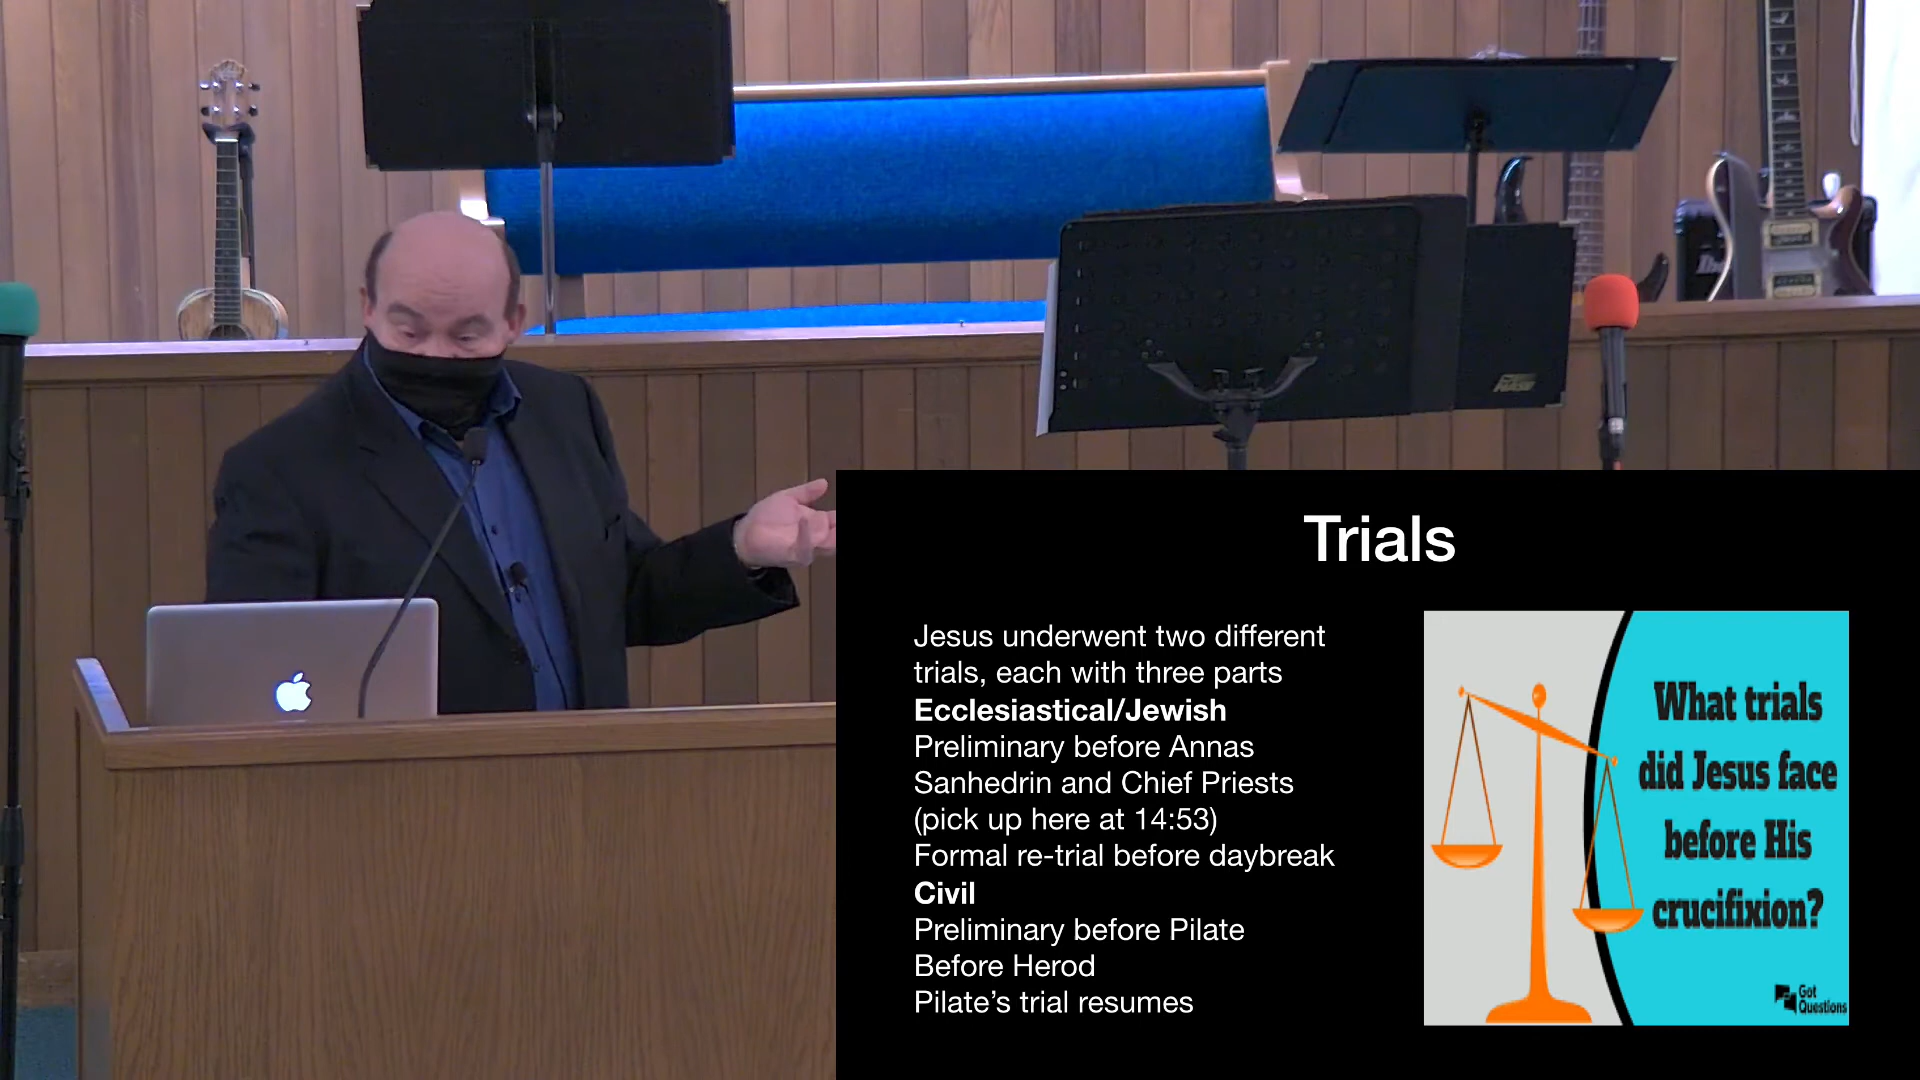 Trials
Jesus underwent two different
trials, each with three parts
Ecclesiastical/Jewish
Preliminary before Annas
Sanhedrin and Chief Priests
(pick up here at 14:53)
Formal re-trial before daybreak
Civil
Preliminary before Pilate
Before Herod
Pilate’s trial resumes
What trials
did Jesus face
before His
crucifixion?
Got
Questions